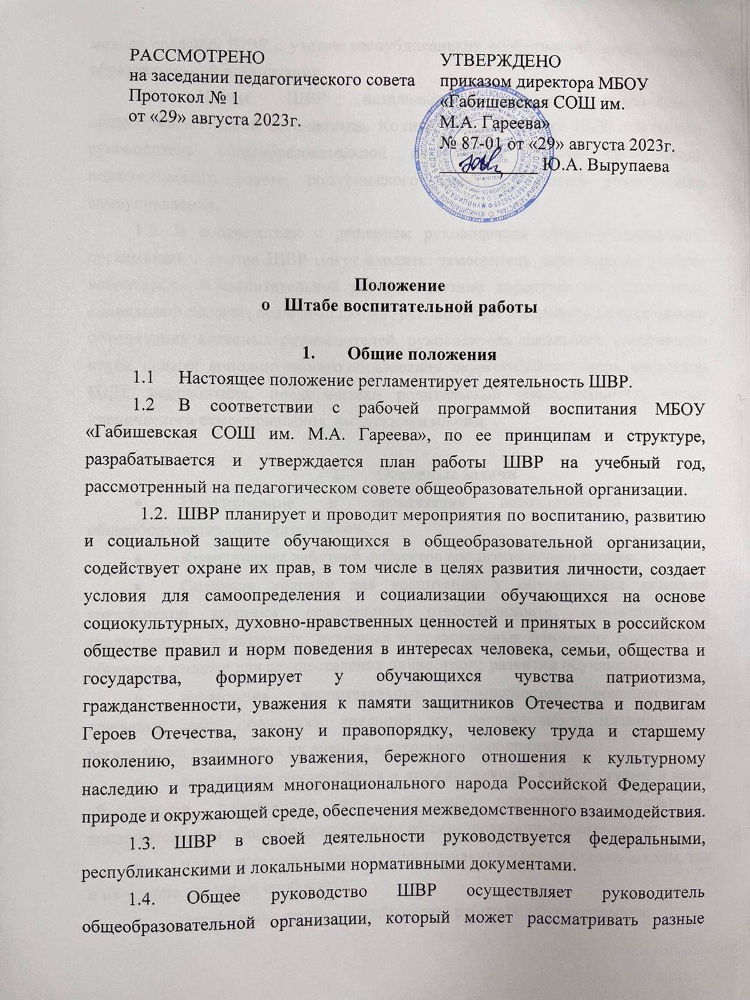 РАССМОТРЕНО
на заседании педагогического совета
Протокол № 1
от «29» августа 2023г.
УТВЕРЖДЕНО
приказом директора МБОУ
«Габишевская СОШ им.
М.А. Гареева»
№ 87-01 от «29» августа 2023г.
Ю.А. Вырупаева
Положение
о Штабе воспитательной работы
1. Общие положения
1.1 Настоящее положение регламентирует деятельность ШВР.
1.2 В соответствии с рабочей программой воспитания МБОУ
«Габишевская СОШ им. М.А. Гареева», по ее принципам и структуре,
разрабатывается и утверждается план работы ШВР на учебный год,
рассмотренный на педагогическом совете общеобразовательной организации.
1.2. ШВР планирует и проводит мероприятия по воспитанию, развитию
и социальной защите обучающихся в общеобразовательной организации,
содействует охране их прав, в том числе в целях развития личности, создает
условия для самоопределения и социализации обучающихся на основе
социокультурных, духовно-нравственных ценностей и принятых в российском
обществе правил и норм поведения в интересах человека, семьи, общества и
государства, формирует у обучающихся чувства патриотизма,
гражданственности, уважения к памяти защитников Отечества и подвигам
Героев Отечества, закону и правопорядку, человеку труда и старшему
поколению, взаимного уважения, бережного отношения к культурному
наследию и традициям многонационального народа Российской Федерации,
природе и окружающей среде, обеспечения межведомственного взаимодействия.
1.3. ШВР в своей деятельности руководствуется федеральными,
республиканскими и локальными нормативными документами.
1.4. Общее руководство ШВР осуществляет руководитель
общеобразовательной организации, который может рассматривать разные